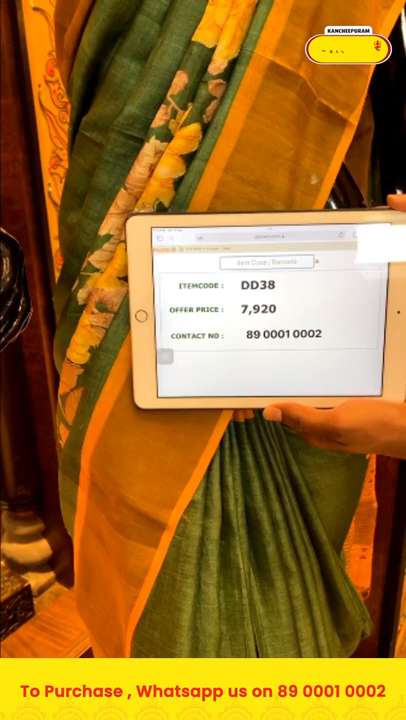 KANCHEEPURAM
Item Code / Barcode
ITEMCODE : DD38
OFFER PRICE : 7,920
CONTACT NO : 89 0001 0002
To Purchase , Whatsapp us on 89 0001 0002